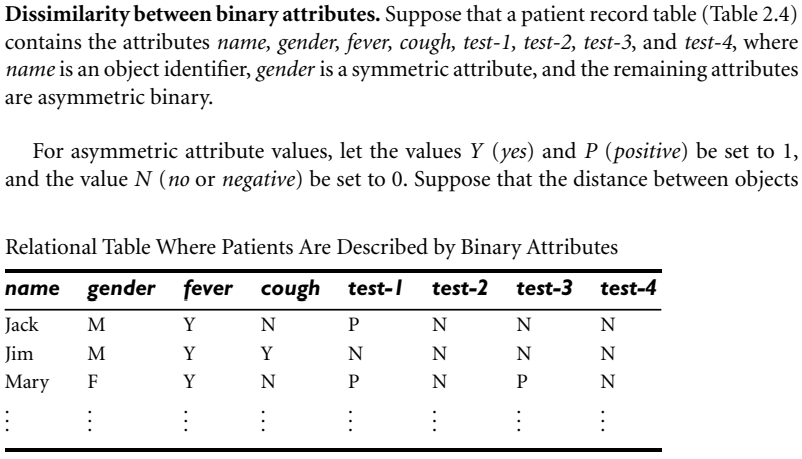 Dissimilarity between binary attributes. Suppose that a patient record table (Table 2.4)
contains the attributes name, gender, fever, cough, test-1, test-2, test-3, and test-4, where
name is an object identifier, gender is a symmetric attribute, and the remaining attributes
are asymmetric binary.
For asymmetric attribute values, let the values Y (yes) and P (positive) be set to 1,
and the value N (no or negative) be set to 0. Suppose that the distance between objects
Relational Table Where Patients Are Described by Binary Attributes
name gender fever cough test-1 test-2 test-3 test-4
Jack M Y N P N N N
Jim M Y Y N N N N
Mary F Y N P N P N
⋮ ⋮ ⋮ ⋮ ⋮ ⋮ ⋮ ⋮